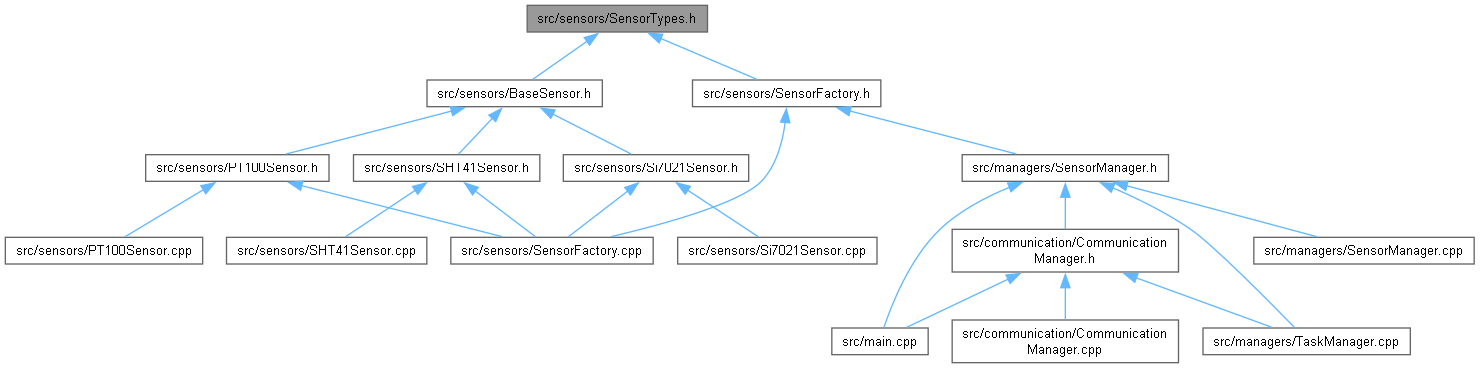 src/sensors/SensorTypes.h
src/sensors/BaseSensor.h
src/sensors/SensorFactory.h
src/sensors/PT100Sensor.h
src/sensors/SHT41Sensor.h
src/sensors/Si7021Sensor.h
src/managers/SensorManager.h
src/sensors/PT100Sensor.cpp
src/sensors/SHT41Sensor.cpp
src/sensors/SensorFactory.cpp
src/sensors/Si7021Sensor.cpp
src/communication/Communication
Manager.h
src/managers/SensorManager.cpp
src/main.cpp
src/communication/Communication
Manager.cpp
src/managers/TaskManager.cpp